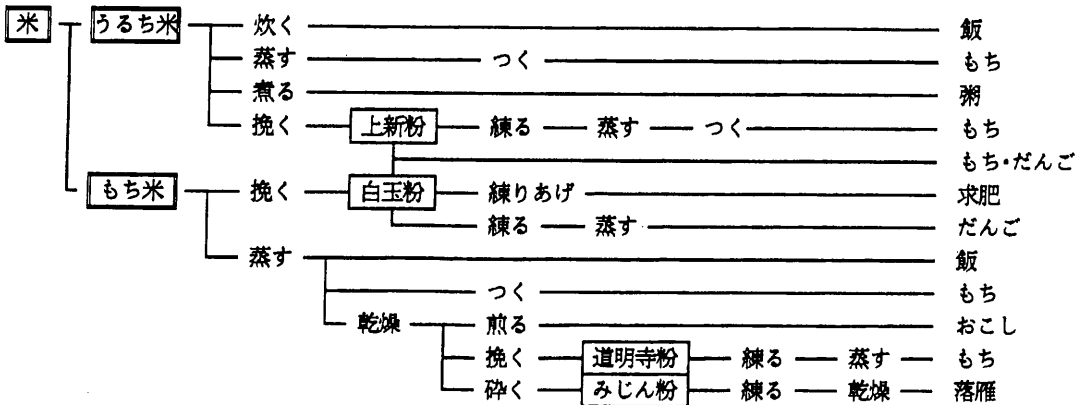 米 うるち米 炊く 飯
蒸す つく もち
煮る 粥
挽く 上新粉 練る 蒸す つく もち
もち・だんご
もち米 挽く 白玉粉 練りあげ 求肥
練る 蒸す だんご
蒸す 飯
つく もち
乾燥 煎る おこし
挽く 道明寺粉 練る 蒸す もち
砕く みじん粉 練る 乾燥 落雁